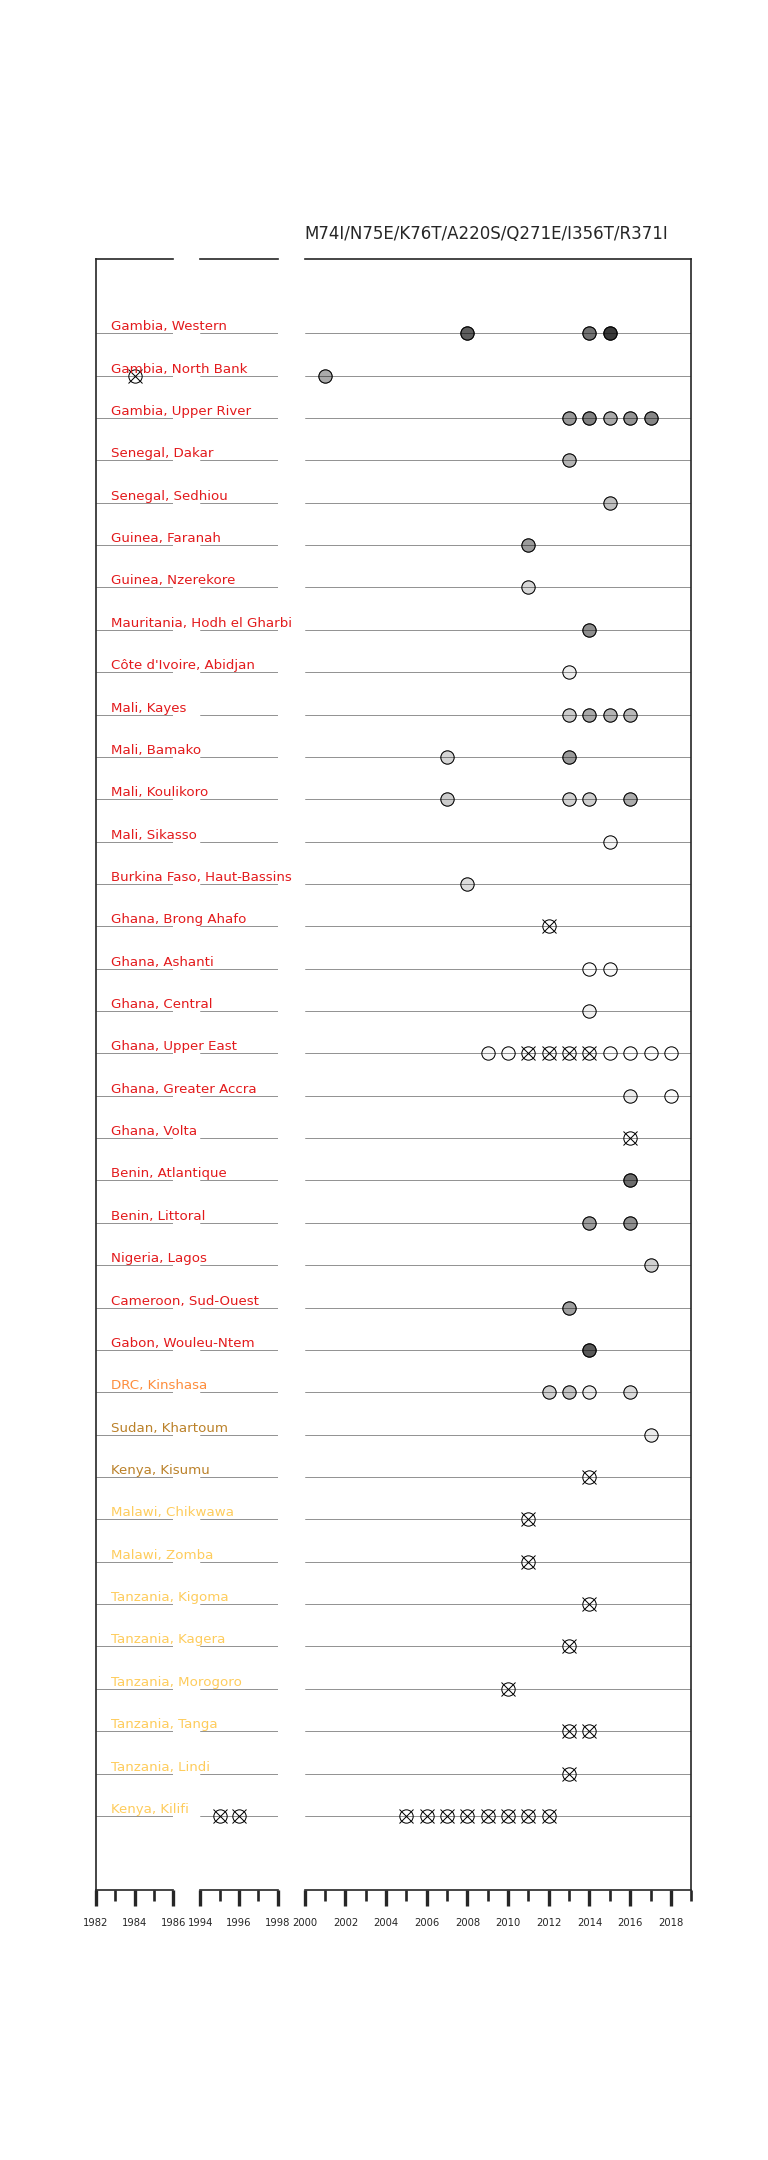 M74I/N75E/K76T/A220S/Q271E/I356T/R371I
Gambia, Western
Gambia, North Bank
Gambia, Upper River
Senegal, Dakar
Senegal, Sedhiou
Guinea, Faranah
Guinea, Nzerekore
Mauritania, Hodh el Gharbi
Côte d'Ivoire, Abidjan
Mali, Kayes
Mali, Bamako
Mali, Koulikoro
Mali, Sikasso
Burkina Faso, Haut-Bassins
Ghana, Brong Ahafo
Ghana, Ashanti
Ghana, Central
Ghana, Upper East
Ghana, Greater Accra
Ghana, Volta
Benin, Atlantique
Benin, Littoral
Nigeria, Lagos
Cameroon, Sud-Ouest
Gabon, Wouleu-Ntem
DRC, Kinshasa
Sudan, Khartoum
Kenya, Kisumu
Malawi, Chikwawa
Malawi, Zomba
Tanzania, Kigoma
Tanzania, Kagera
Tanzania, Morogoro
Tanzania, Tanga
Tanzania, Lindi
Kenya, Kilifi
1982 1984 1986 1994 1996 1998 2000 2002 2004 2006 2008 2010 2012 2014 2016 2018